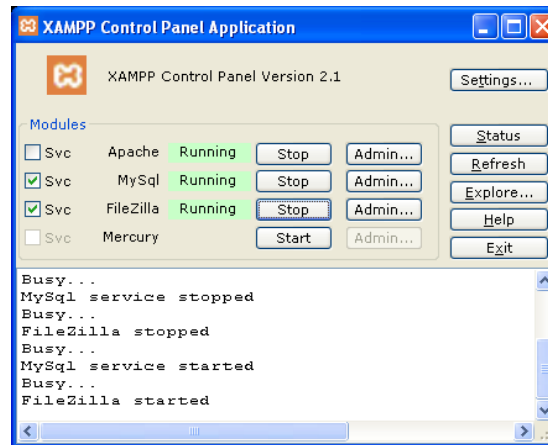 XAMPP Control Panel Application
XAMPP Control Panel Version 2.1
Settings...
Modules
Svc Apache Running Stop Admin...
Svc MySql Running Stop Admin...
Svc FileZilla Running Stop Admin...
Svc Mercury Start Admin...
Status
Refresh
Explore...
Help
Exit
Busy...
MySql service stopped
Busy...
FileZilla stopped
Busy...
MySql service started
Busy...
FileZilla started